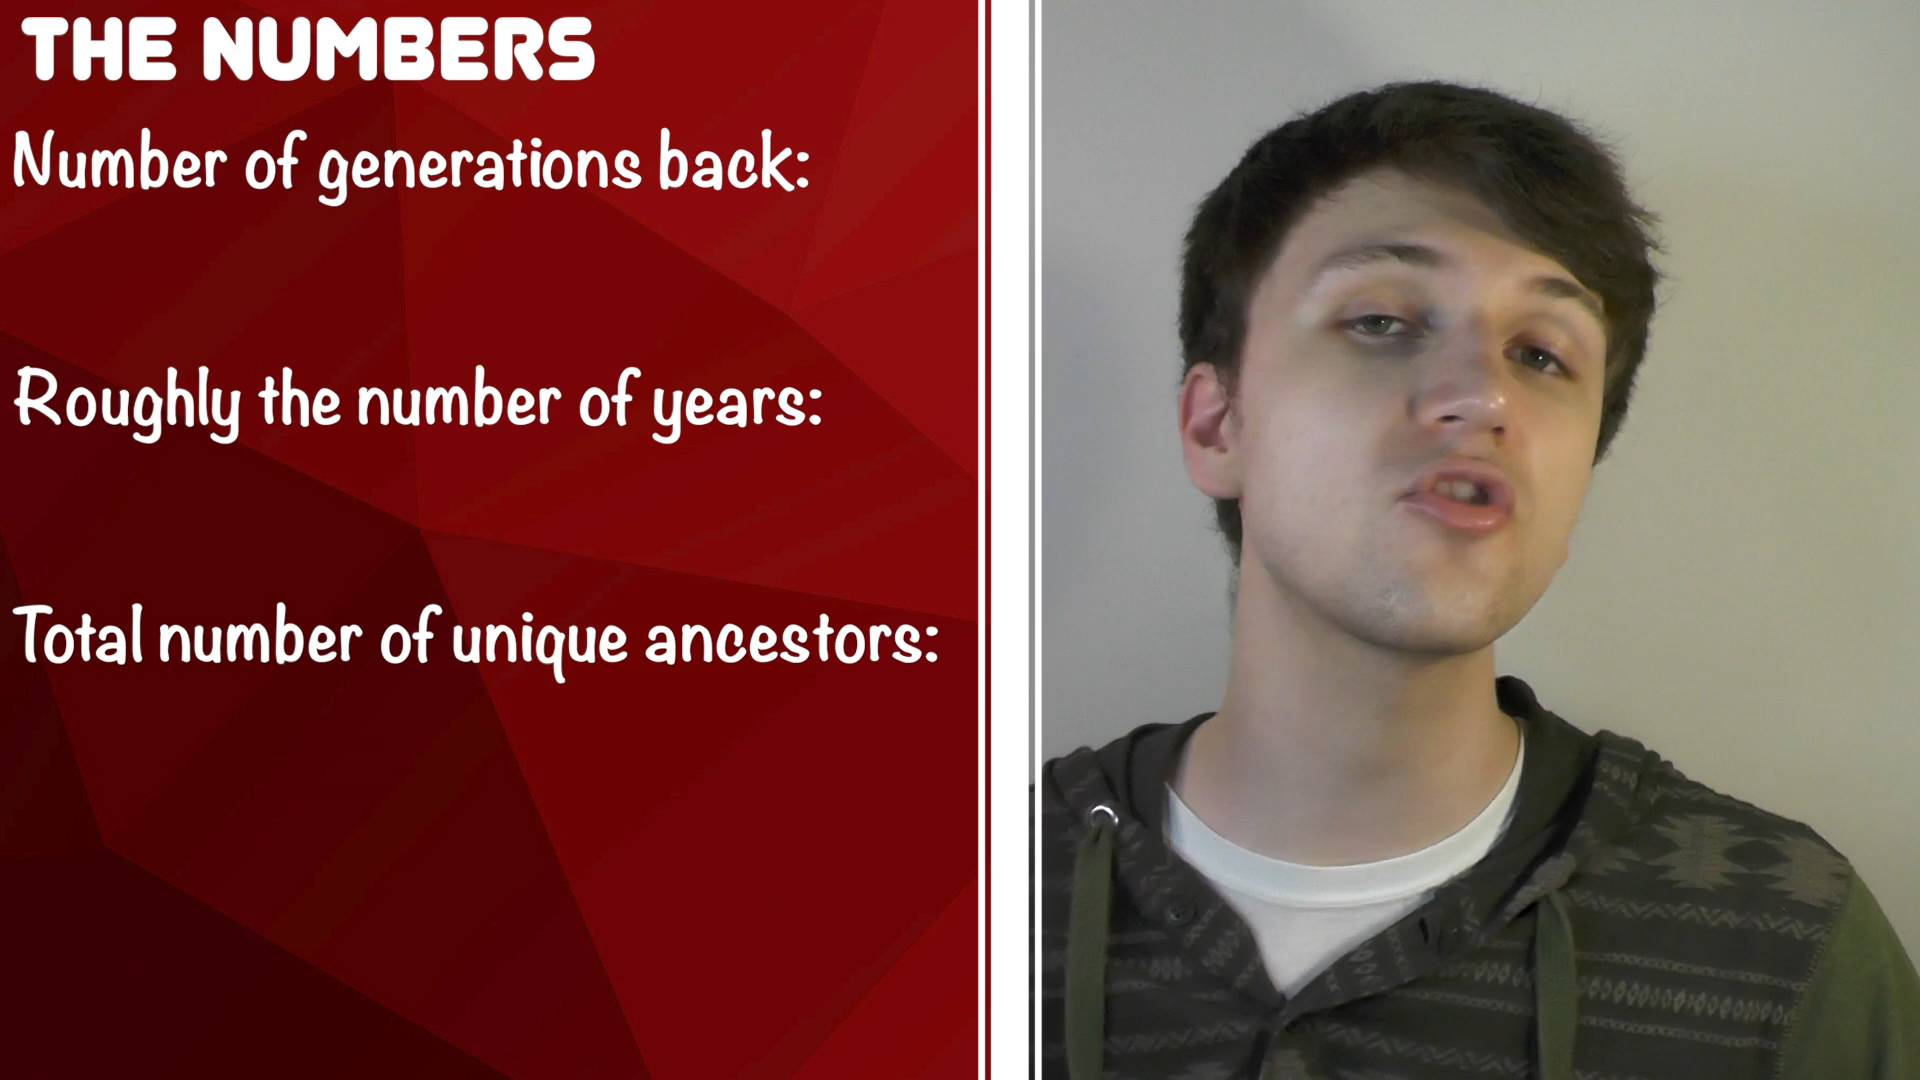 THE NUMBERS
Number of generations back:
Roughly the number of years:
Total number of unique ancestors: